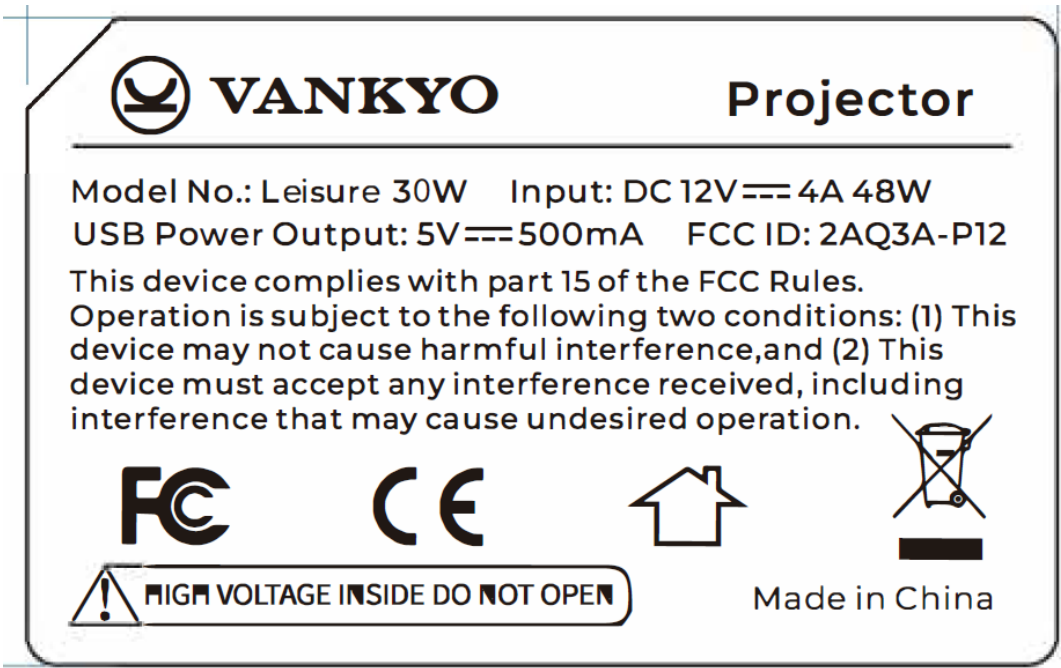 VANKYO Projector
Model No.: Leisure 30W Input: DC 12V⎓4A 48W
USB Power Output: 5V⎓500mA FCC ID: 2AQ3A-P12
This device complies with part 15 of the FCC Rules.
Operation is subject to the following two conditions: (1) This
device may not cause harmful interference,and (2) This
device must accept any interference received, including
interference that may cause undesired operation.
FC CE
HIGH VOLTAGE INSIDE DO NOT OPEN
Made in China